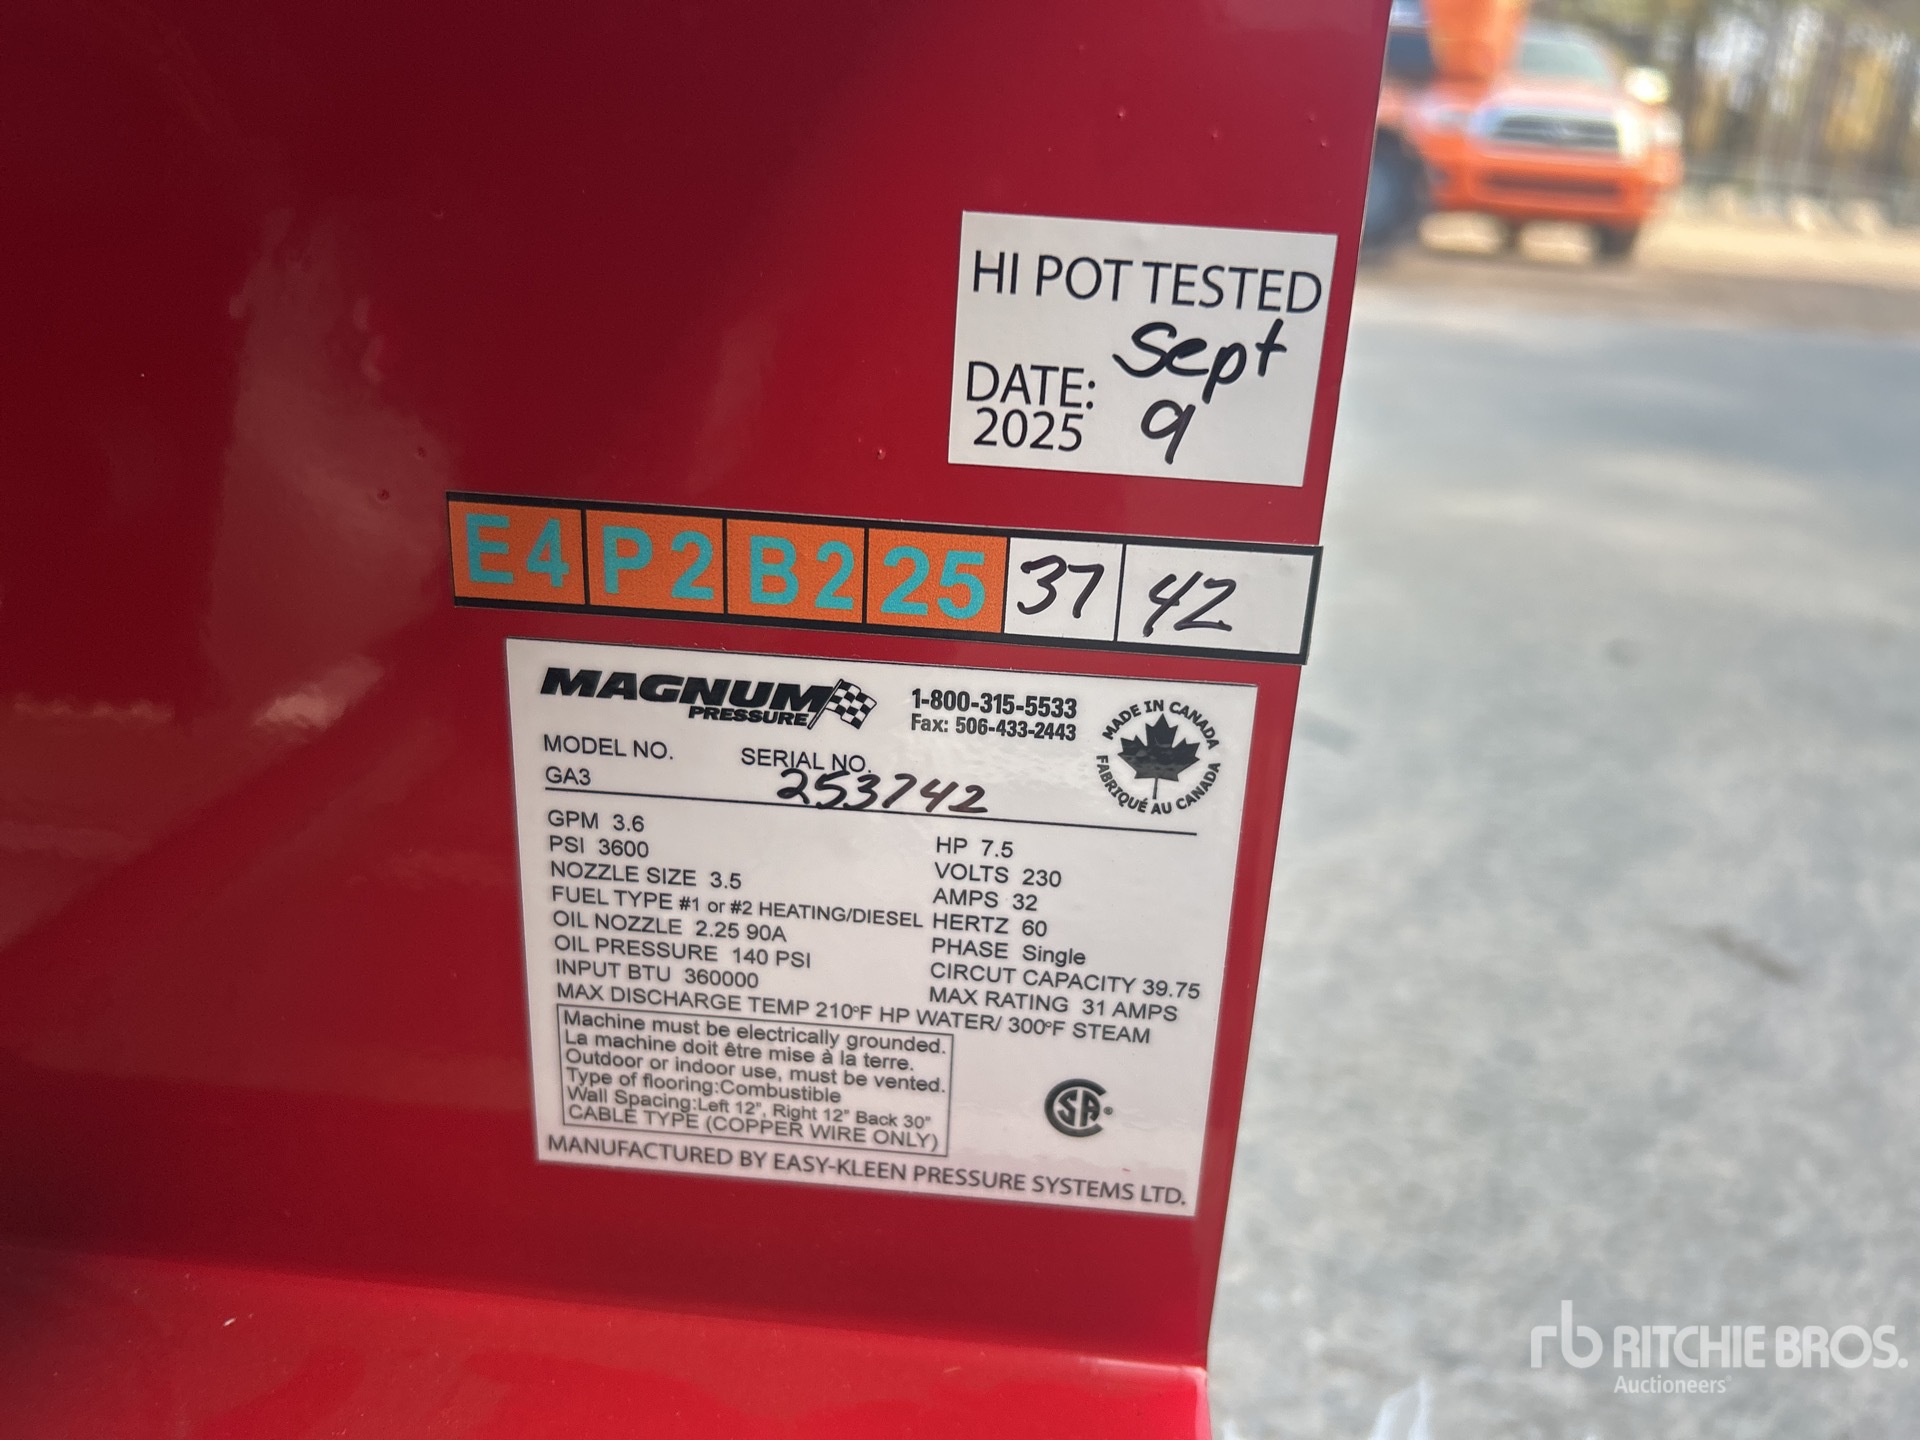 HI POT TESTED
DATE: Sept
2025 9
E4 P2 B2 25 37 42
MAGNUM
PRESSURE
1-800-315-5533
Fax: 506-433-2443
MADE IN CANADA
FABRIQUÉ AU CANADA
MODEL NO. SERIAL NO.
GA3 253742
GPM 3.6
PSI 3600
NOZZLE SIZE 3.5
FUEL TYPE #1 or #2 HEATING/DIESEL
OIL NOZZLE 2.25 90A
OIL PRESSURE 140 PSI
INPUT BTU 360000
HP 7.5
VOLTS 230
AMPS 32
HERTZ 60
PHASE Single
CIRCUT CAPACITY 39.75
MAX RATING 31 AMPS
MAX DISCHARGE TEMP 210°F HP WATER/ 300°F STEAM
Machine must be electrically grounded.
La machine doit être mise à la terre.
Outdoor or indoor use, must be vented.
Type of flooring:Combustible
Wall Spacing:Left 12", Right 12" Back 30"
CABLE TYPE (COPPER WIRE ONLY)
SA®
MANUFACTURED BY EASY-KLEEN PRESSURE SYSTEMS LTD.
rb RITCHIE BROS.
Auctioneers